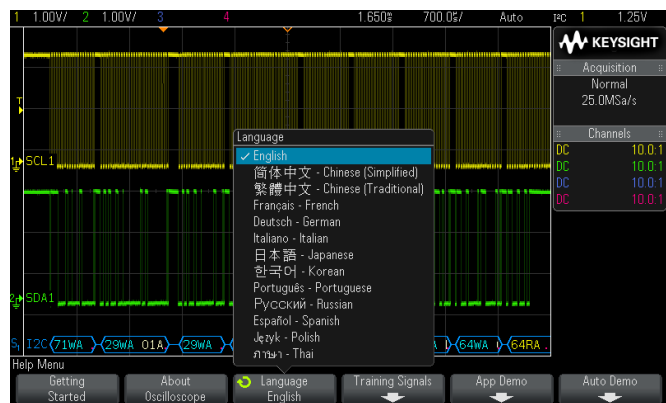 1 1.00V/ 2 1.00V/ 3 4 1.650s 700.0s/ Auto I²C 1 1.25V
KEYSIGHT
Acquisition
Normal
25.0MSa/s
Channels
DC 10.0:1
DC 10.0:1
DC 10.0:1
DC 10.0:1
T
SCL1
SDA1
Language
English
简体中文 - Chinese (Simplified)
繁體中文 - Chinese (Traditional)
Français - French
Deutsch - German
Italiano - Italian
日本語 - Japanese
한국어 - Korean
Português - Portuguese
Русский - Russian
Español - Spanish
Język - Polish
ภาษา - Thai
S1 I2C 71WA 29WA 01A 29WA 64WA 64RA
Help Menu
Getting Started
About Oscilloscope
Language English
Training Signals
App Demo
Auto Demo